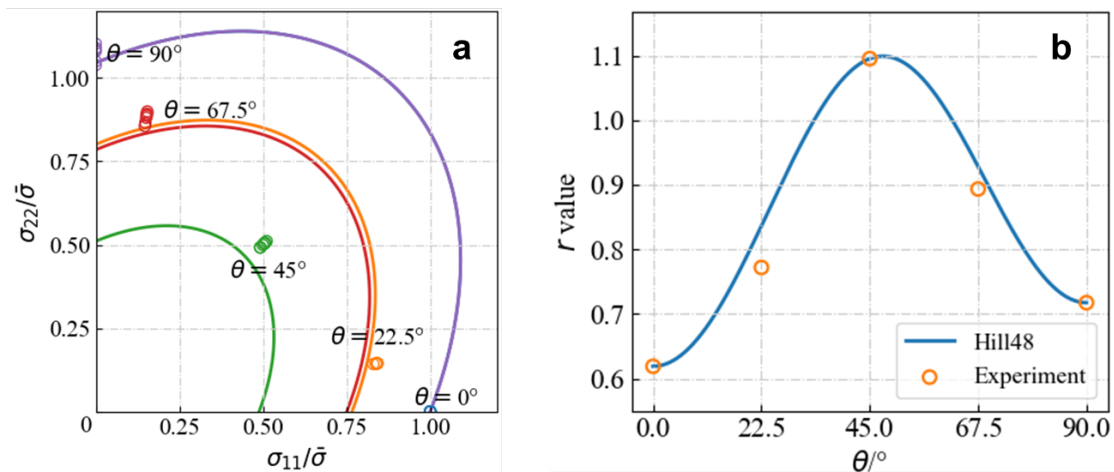 a
θ = 90°
1.00
θ = 67.5°
0.75
σ22/σ̄
0.50
θ = 45°
0.25
θ = 22.5°
θ = 0°
0
0.25
0.50
0.75
1.00
σ11/σ̄
b
1.1
1.0
0.9
r value
0.8
0.7
0.6
Hill48
Experiment
0.0
22.5
45.0
67.5
90.0
θ/°